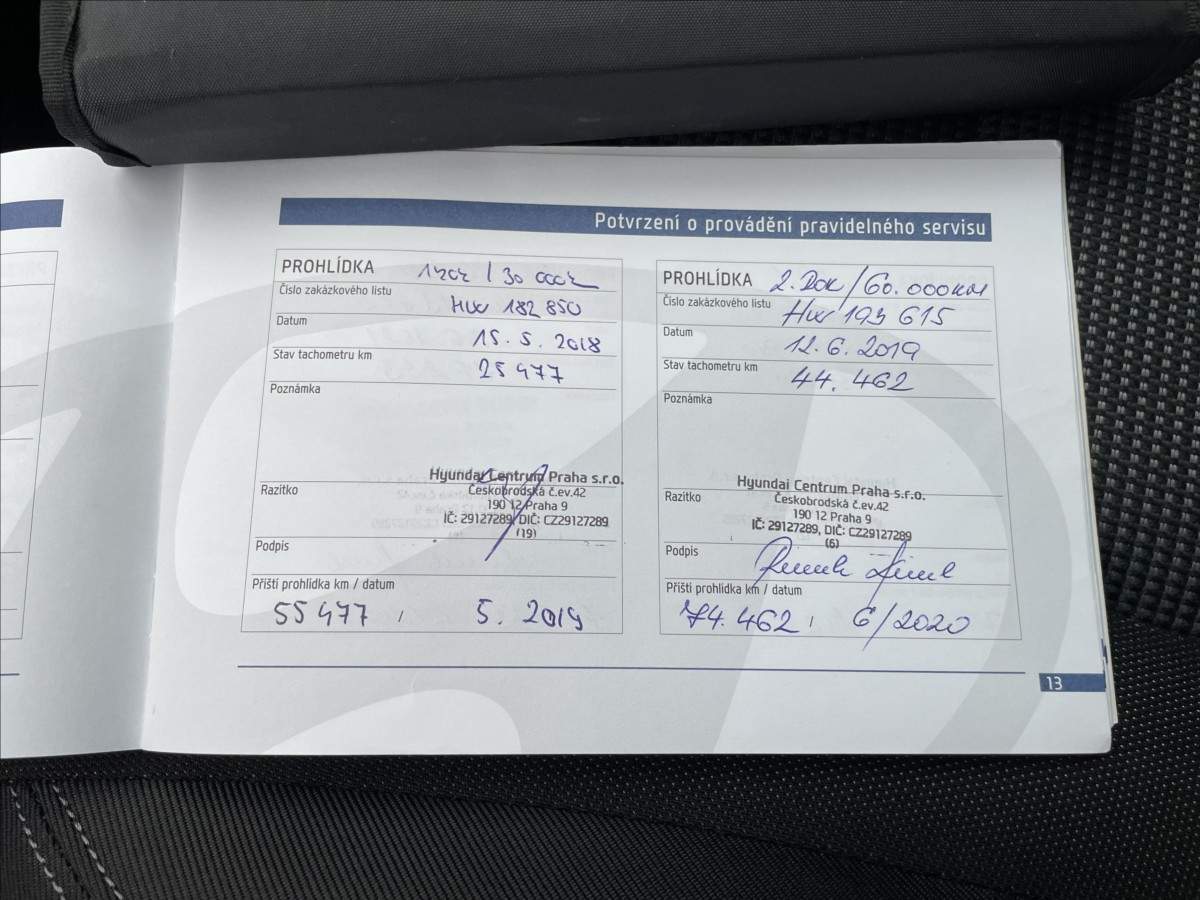 Potvrzení o provádění pravidelného servisu
PROHLÍDKA 1 rok / 30 000 k
Číslo zakázkového listu HW 182 850
Datum 15. 5. 2018
Stav tachometru km 25 477
Poznámka
Hyundai Centrum Praha s.r.o.
Českobrodská č.ev.42
190 12 Praha 9
IČ: 29127289, DIČ: CZ29127289
(19)
Razítko
Podpis
Příští prohlídka km / datum
55 477 / 5. 2019
PROHLÍDKA 2. ROK / 60.000KM
Číslo zakázkového listu HW 193 615
Datum 12. 6. 2019
Stav tachometru km 44. 462
Poznámka
Hyundai Centrum Praha s.r.o.
Českobrodská č.ev.42
190 12 Praha 9
IČ: 29127289, DIČ: CZ29127289
(6)
Razítko
Podpis
Příští prohlídka km / datum
74. 462 / 6/2020
13